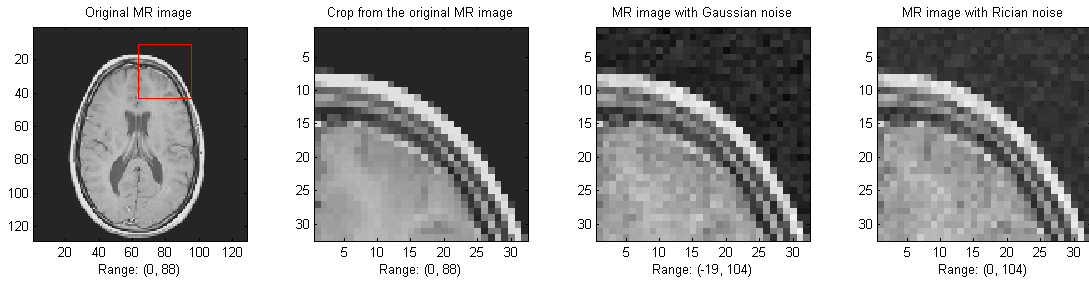 Original MR image
20
40
60
80
100
120
20 40 60 80 100 120
Range: (0, 88)
Crop from the original MR image
5
10
15
20
25
30
5 10 15 20 25 30
Range: (0, 88)
MR image with Gaussian noise
5
10
15
20
25
30
5 10 15 20 25 30
Range: (-19, 104)
MR image with Rician noise
5
10
15
20
25
30
5 10 15 20 25 30
Range: (0, 104)